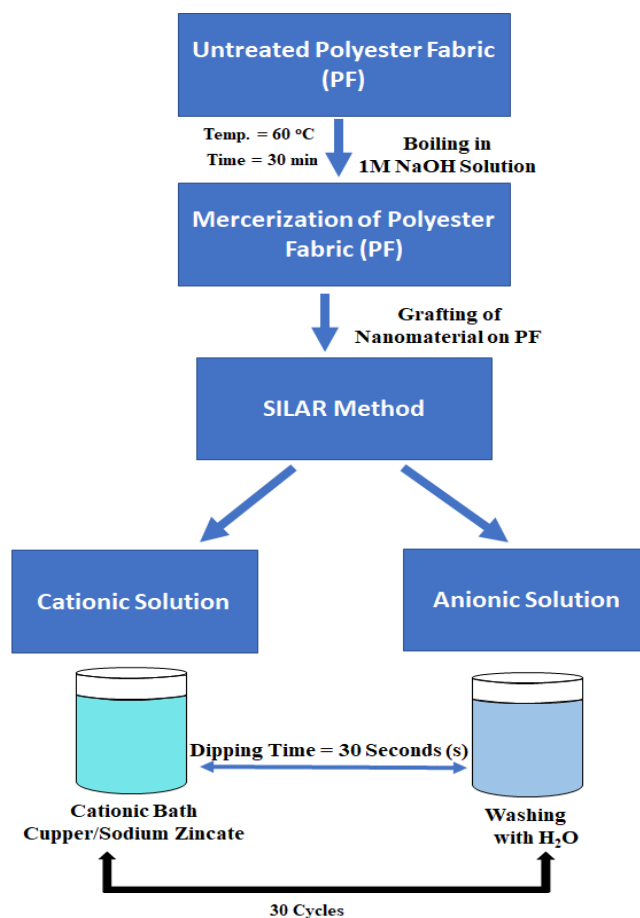 Untreated Polyester Fabric
(PF)
Temp. = 60 °C
Time = 30 min
Boiling in
1M NaOH Solution
Mercerization of Polyester
Fabric (PF)
Grafting of
Nanomaterial on PF
SILAR Method
Cationic Solution
Anionic Solution
Dipping Time = 30 Seconds (s)
Cationic Bath
Cupper/Sodium Zincate
Washing
with H₂O
30 Cycles